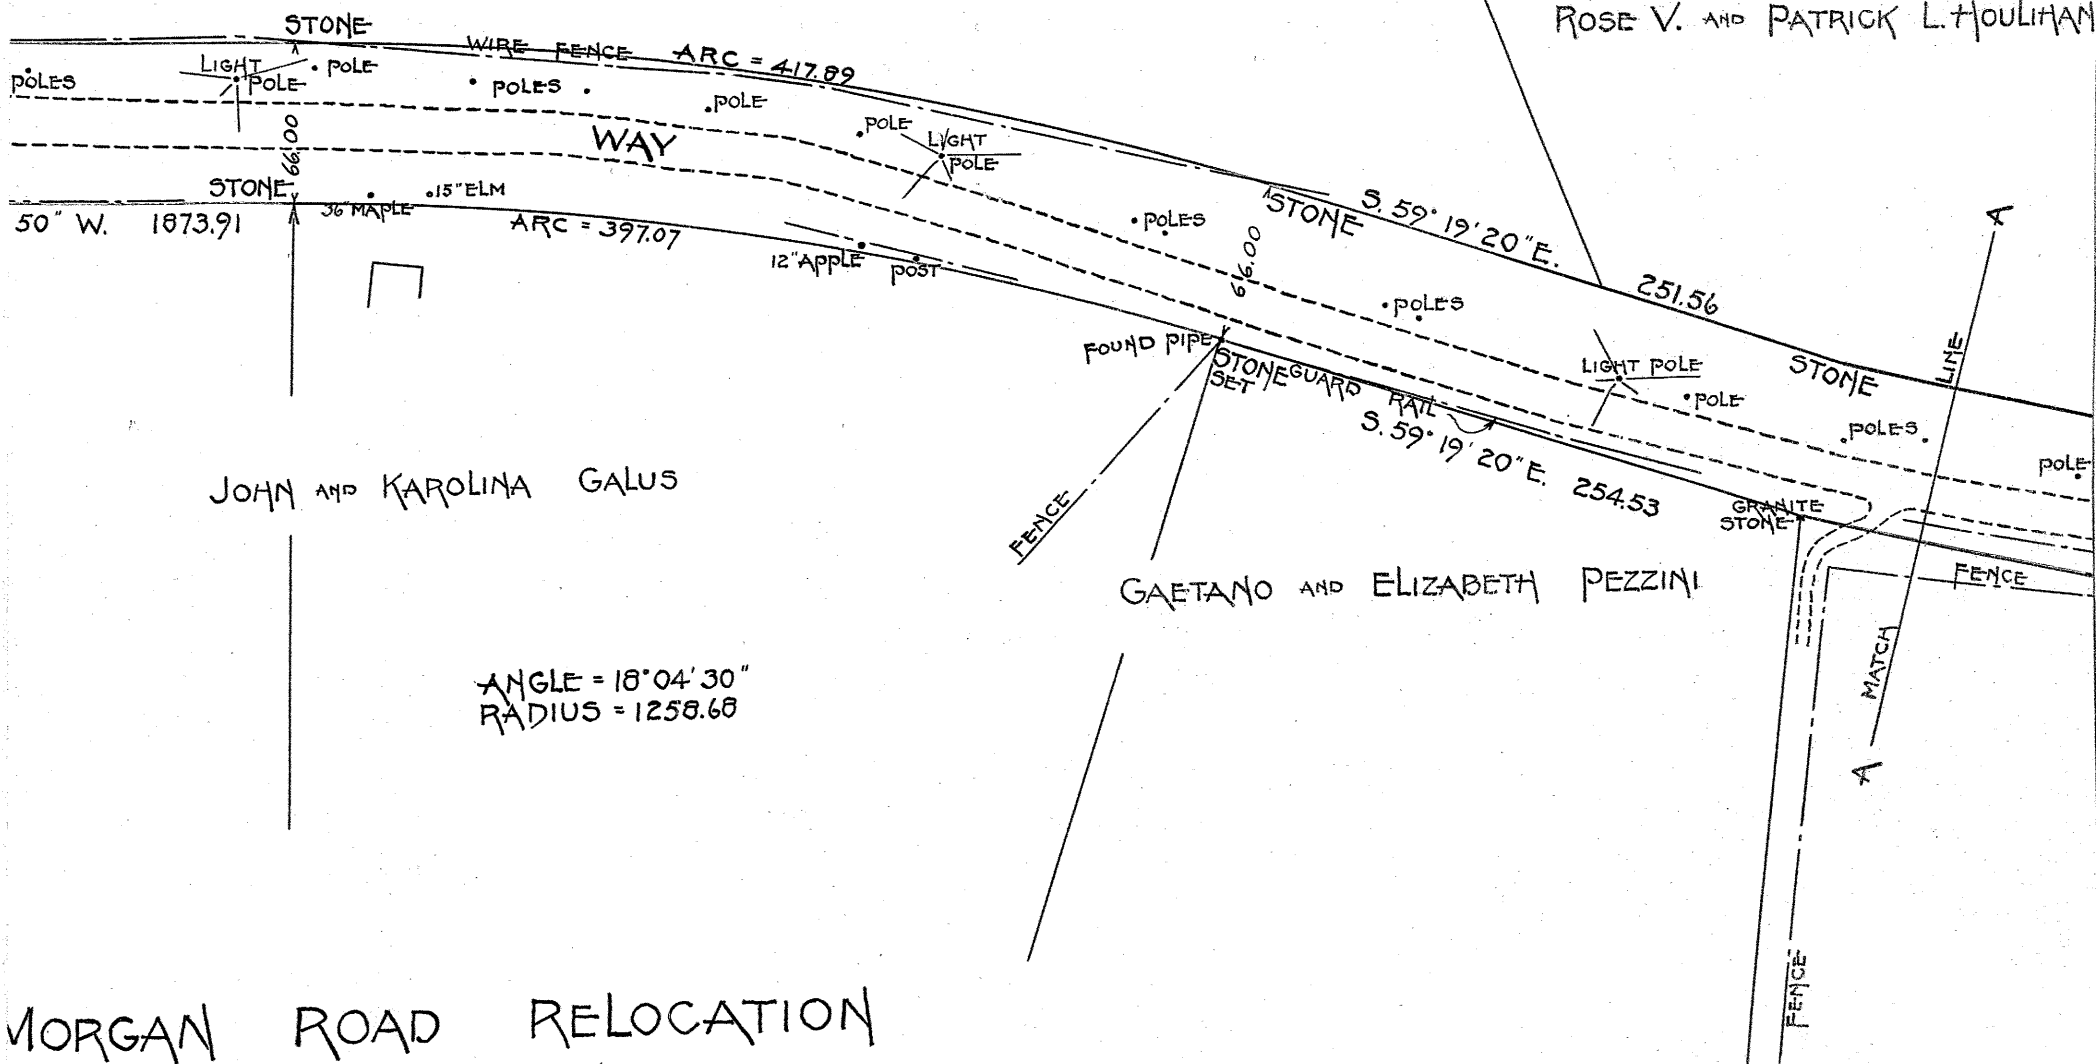 ROSE V. AND PATRICK L. HOULIHAN
STONE
WIRE FENCE ARC = 417.89
POLES
LIGHT POLE
POLE
POLES
POLE
POLE
LIGHT POLE
66.00
WAY
STONE
36" MAPLE
15" ELM
50" W. 1873.91
ARC = 397.07
12" APPLE
POST
POLES
66.00
STONE
S. 59° 19' 20" E. 251.56
A
POLES
FOUND PIPE
STONE SET
GUARD RAIL
S. 59° 19' 20" E. 254.53
LIGHT POLE
POLE
STONE
LINE
POLES
POLE
JOHN AND KAROLINA GALUS
FENCE
GRANITE STONE
GAETANO AND ELIZABETH PEZZINI
FENCE
MATCH
A
ANGLE = 18° 04' 30"
RADIUS = 1258.68
FENCE
MORGAN ROAD RELOCATION